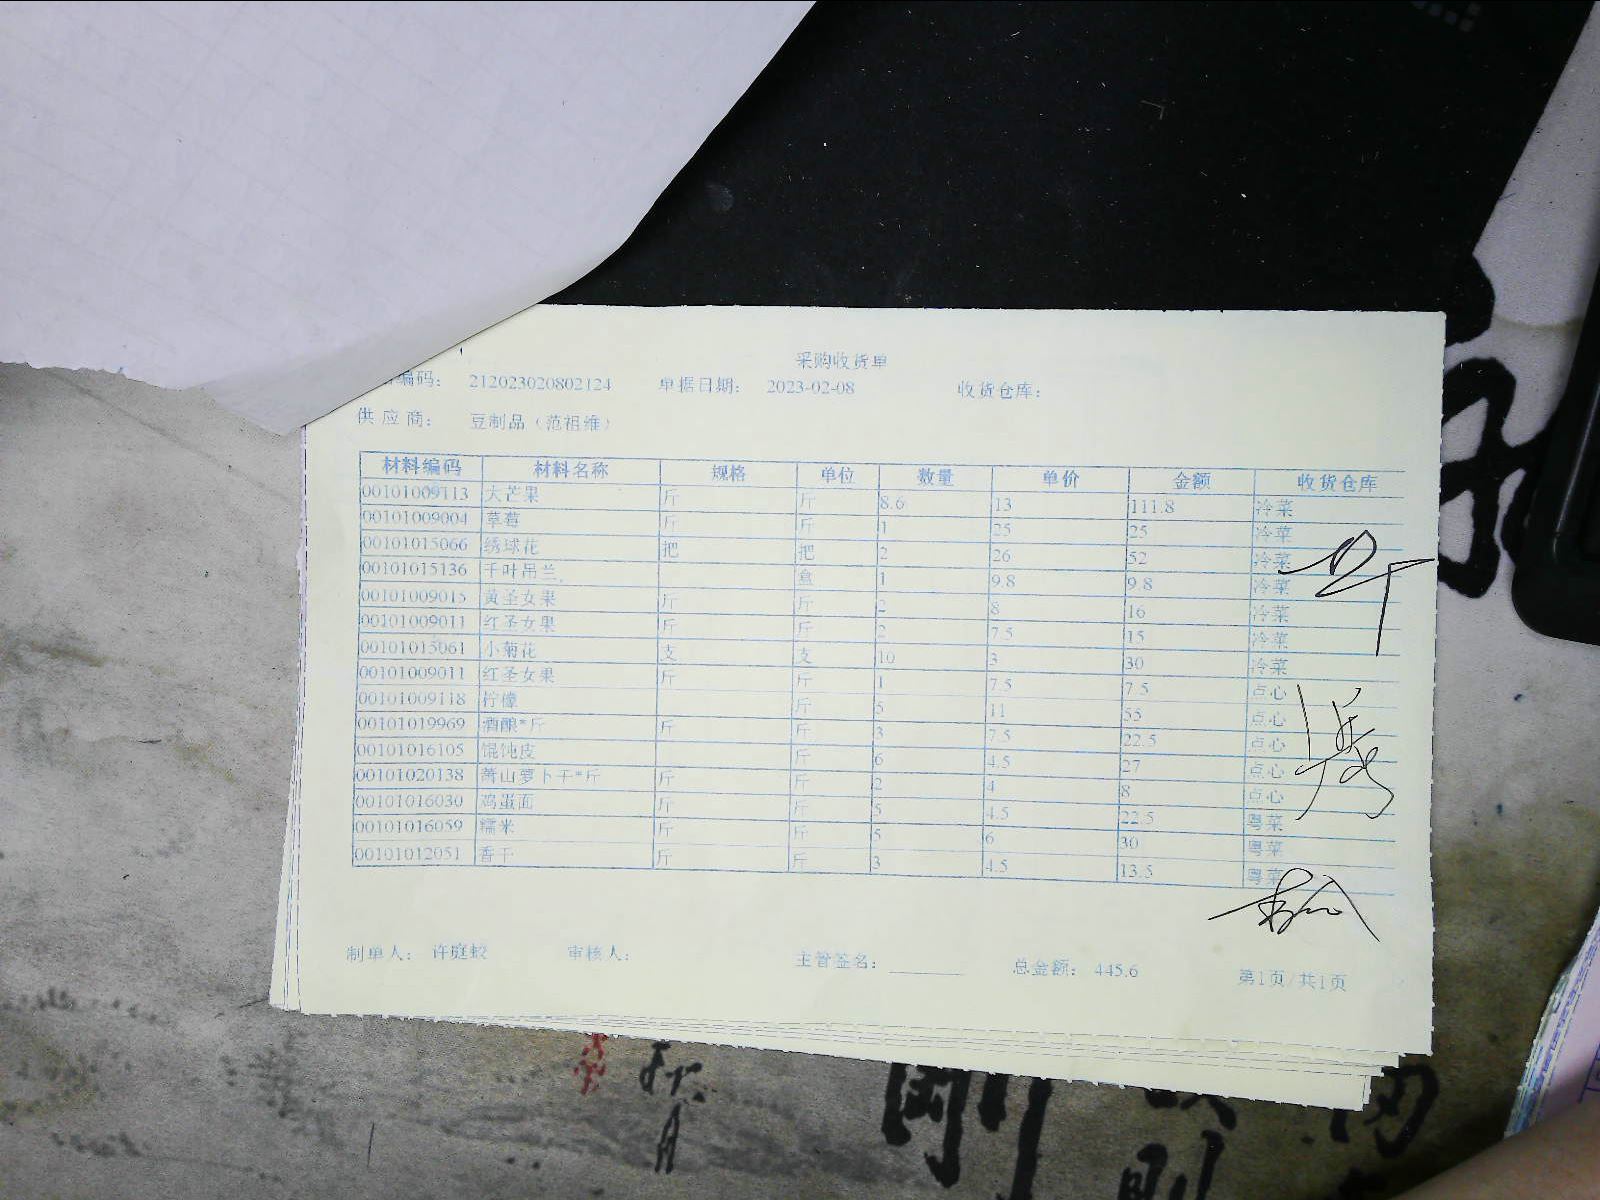 采购收货单
编码： 212023020802124 单据日期： 2023-02-08 收货仓库：
供应商： 豆制品（范祖维）
材料编码 材料名称 规格 单位 数量 单价 金额 收货仓库
00101009113 大芒果 斤 斤 8.6 13 111.8 冷菜
00101009004 草莓 斤 斤 1 25 25 冷菜
00101015066 绣球花 把 把 2 26 52 冷菜
00101015136 千叶吊兰 盒 1 9.8 9.8 冷菜
00101009015 黄圣女果 斤 斤 2 8 16 冷菜
00101009011 红圣女果 斤 斤 2 7.5 15 冷菜
00101015061 小菊花 支 支 10 3 30 冷菜
00101009011 红圣女果 斤 斤 1 7.5 7.5 点心
00101009118 柠檬 斤 5 11 55 点心
00101019969 酒酿*斤 斤 斤 3 7.5 22.5 点心
00101016105 馄饨皮 斤 6 4.5 27 点心
00101020138 萧山萝卜干*斤 斤 斤 2 4 8 点心
00101016030 鸡蛋面 斤 斤 5 4.5 22.5 粤菜
00101016059 糯米 斤 斤 5 6 30 粤菜
00101012051 香干 斤 斤 3 4.5 13.5 粤菜
制单人： 许庭蛟 审核人： 主管签名： 总金额： 445.6 第1页/共1页